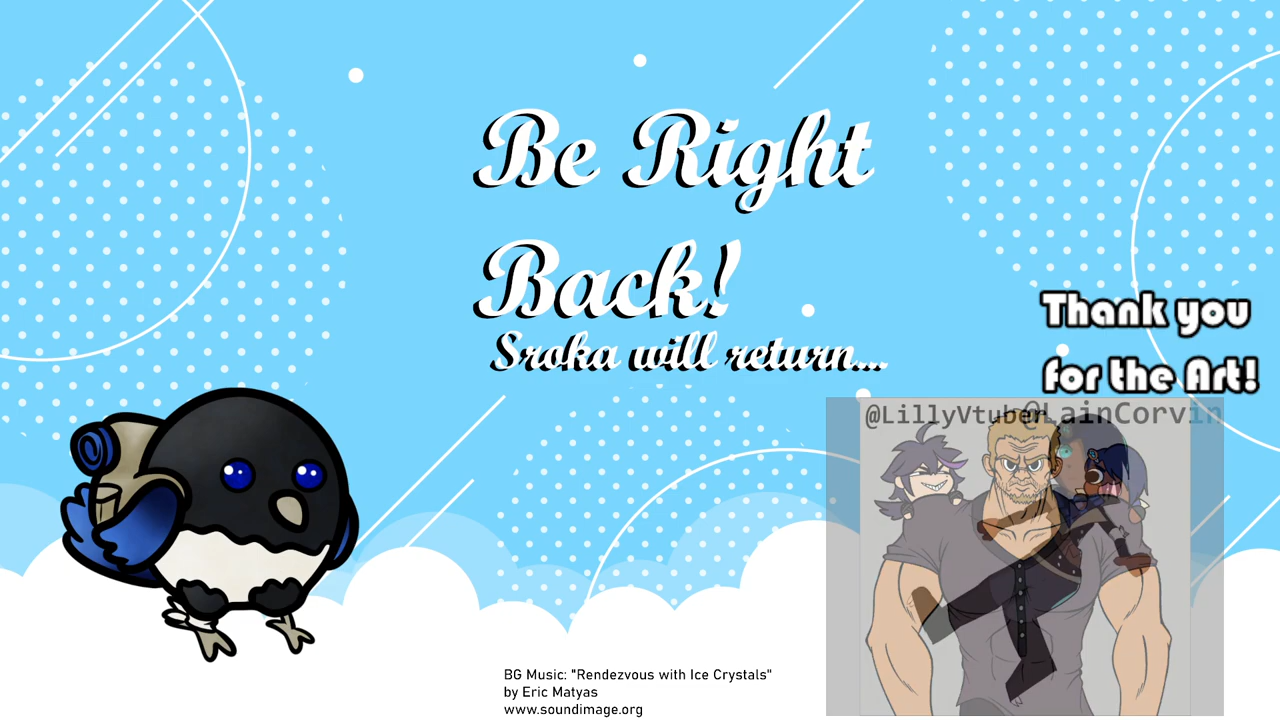 Be Right
Back!
Sroka will return...
Thank you
for the Art!
@LillyVtuber
@LainCorvin
BG Music: "Rendezvous with Ice Crystals"
by Eric Matyas
www.soundimage.org